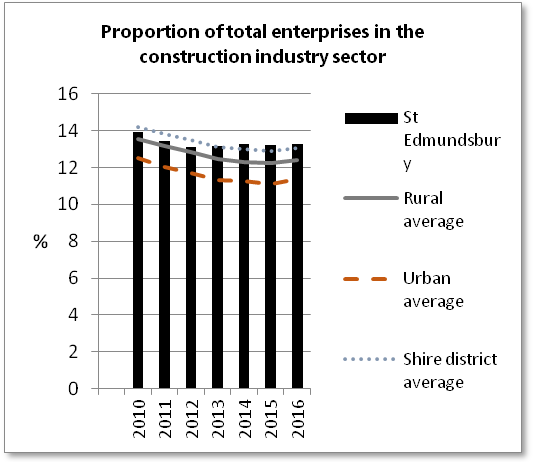 Proportion of total enterprises in the
construction industry sector
16
14
12
10
8
6
4
2
0
%
2010
2011
2012
2013
2014
2015
2016
St
Edmundsbur
y
Rural
average
Urban
average
Shire district
average